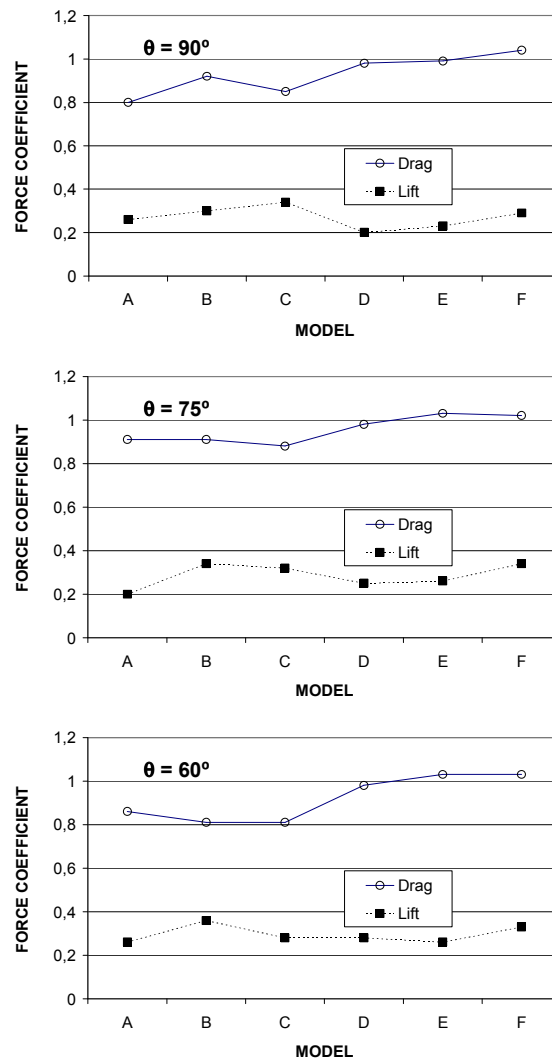 1,2
θ = 90º
1
0,8
0,6
Drag
0,4
Lift
0,2
0
FORCE COEFFICIENT
A B C D E F
MODEL
1,2
θ = 75º
1
0,8
0,6
Drag
0,4
Lift
0,2
0
FORCE COEFFICIENT
A B C D E F
MODEL
1,2
θ = 60º
1
0,8
0,6
Drag
0,4
Lift
0,2
0
FORCE COEFFICIENT
A B C D E F
MODEL